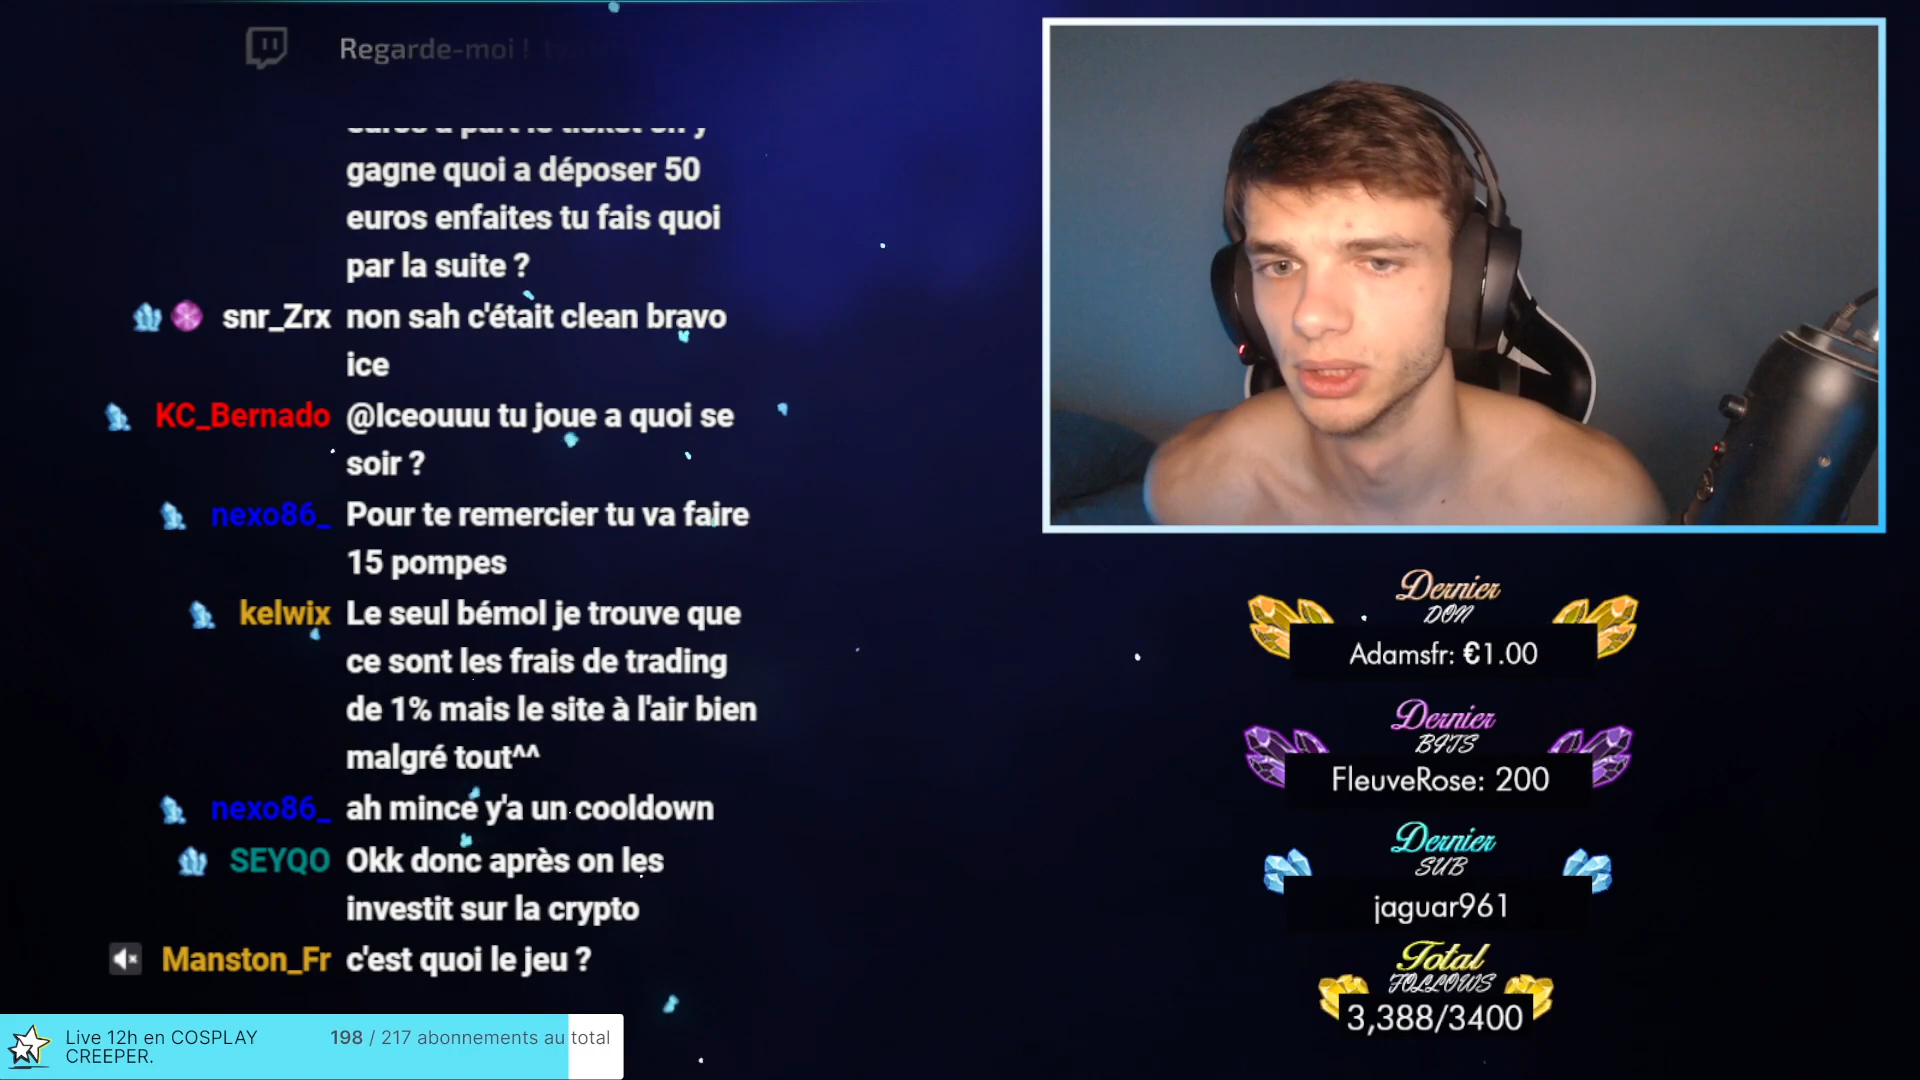 Regarde-moi !
gagne quoi a déposer 50
euros enfaites tu fais quoi
par la suite ?
snr_Zrx non sah c'était clean bravo
ice
KC_Bernado @Iceouuu tu joue a quoi se
soir ?
nexo86_ Pour te remercier tu va faire
15 pompes
kelwix Le seul bémol je trouve que
ce sont les frais de trading
de 1% mais le site à l'air bien
malgré tout^^
nexo86_ ah mince y'a un cooldown
SEYQO Okk donc après on les
investit sur la crypto
Manston_Fr c'est quoi le jeu ?
Live 12h en COSPLAY
CREEPER.
198 / 217 abonnements au total
Dernier
DON
Adamsfr: €1.00
Dernier
BITS
FleuveRose: 200
Dernier
SUB
jaguar961
Total
FOLLOWS
3,388/3400